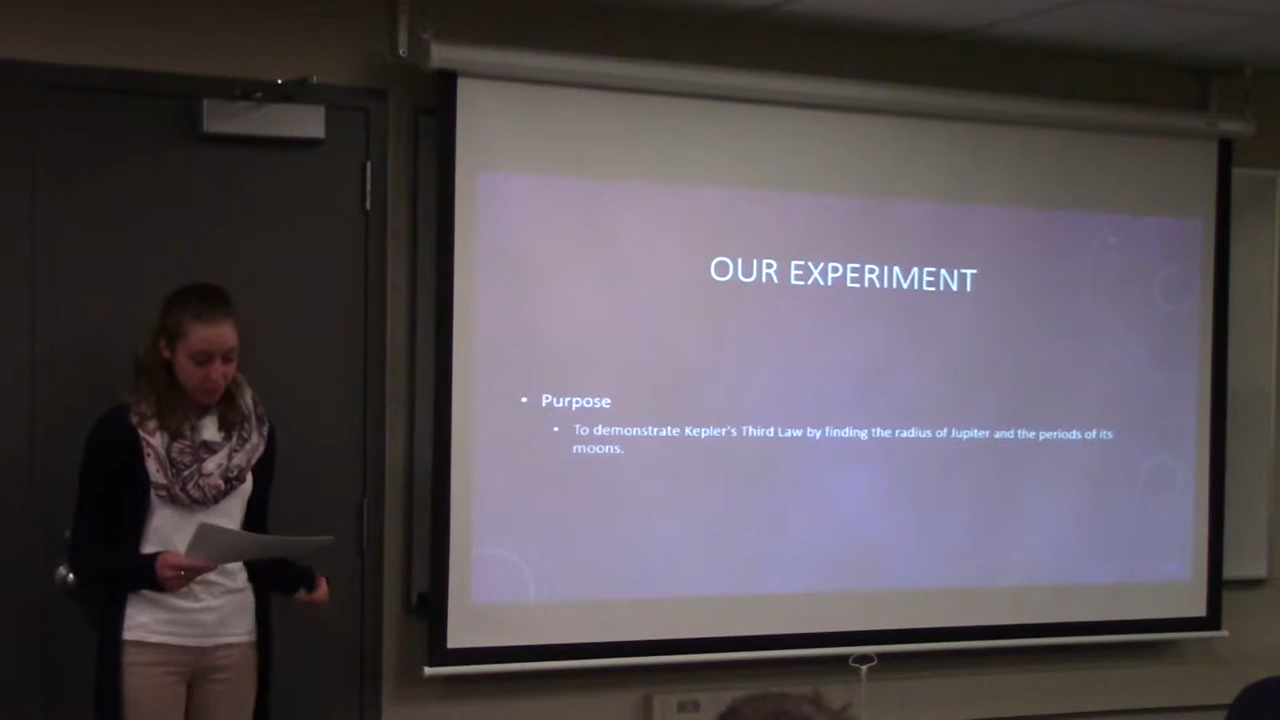 OUR EXPERIMENT
• Purpose
• To demonstrate Kepler's Third Law by finding the radius of Jupiter and the periods of its
moons.